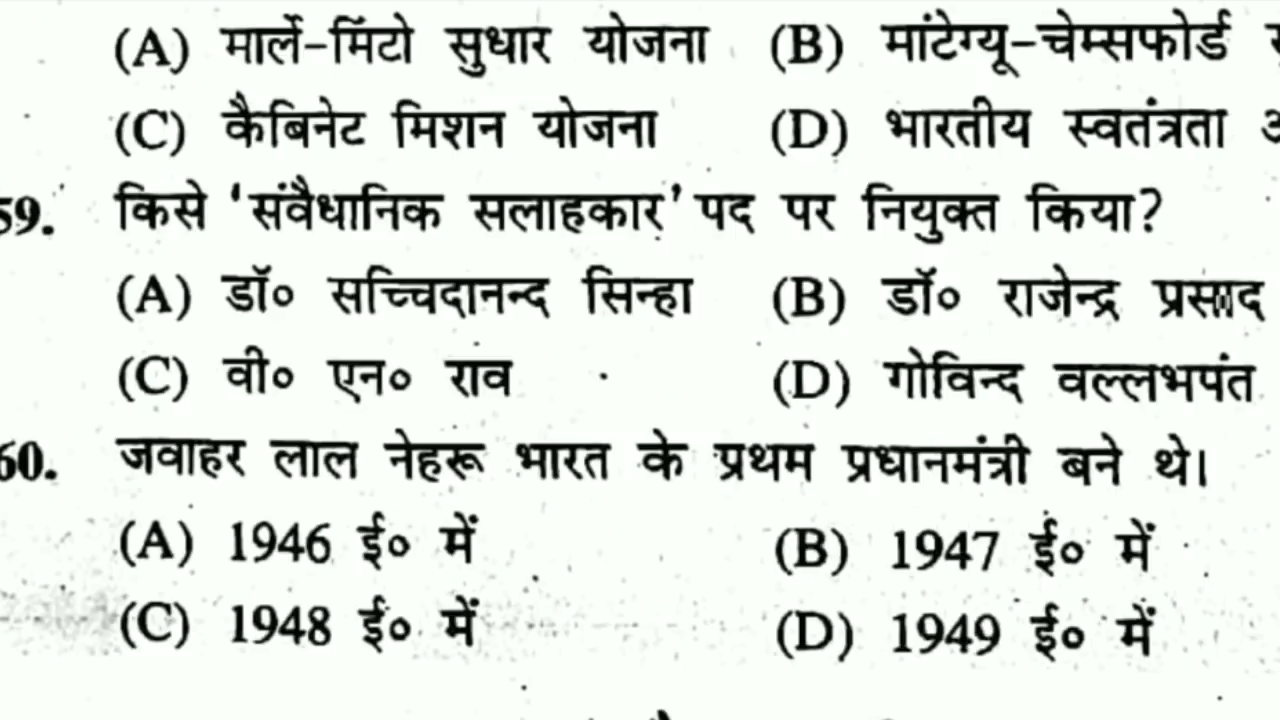 (A) मार्ले-मिंटो सुधार योजना (B) मांटेग्यू-चेम्सफोर्ड
(C) कैबिनेट मिशन योजना (D) भारतीय स्वतंत्रता
59. किसे ‘संवैधानिक सलाहकार’ पद पर नियुक्त किया?
(A) डॉ० सच्चिदानन्द सिन्हा (B) डॉ० राजेन्द्र प्रसाद
(C) वी० एन० राव (D) गोविन्द वल्लभपंत
60. जवाहर लाल नेहरू भारत के प्रथम प्रधानमंत्री बने थे।
(A) 1946 ई० में (B) 1947 ई० में
(C) 1948 ई० में (D) 1949 ई० में